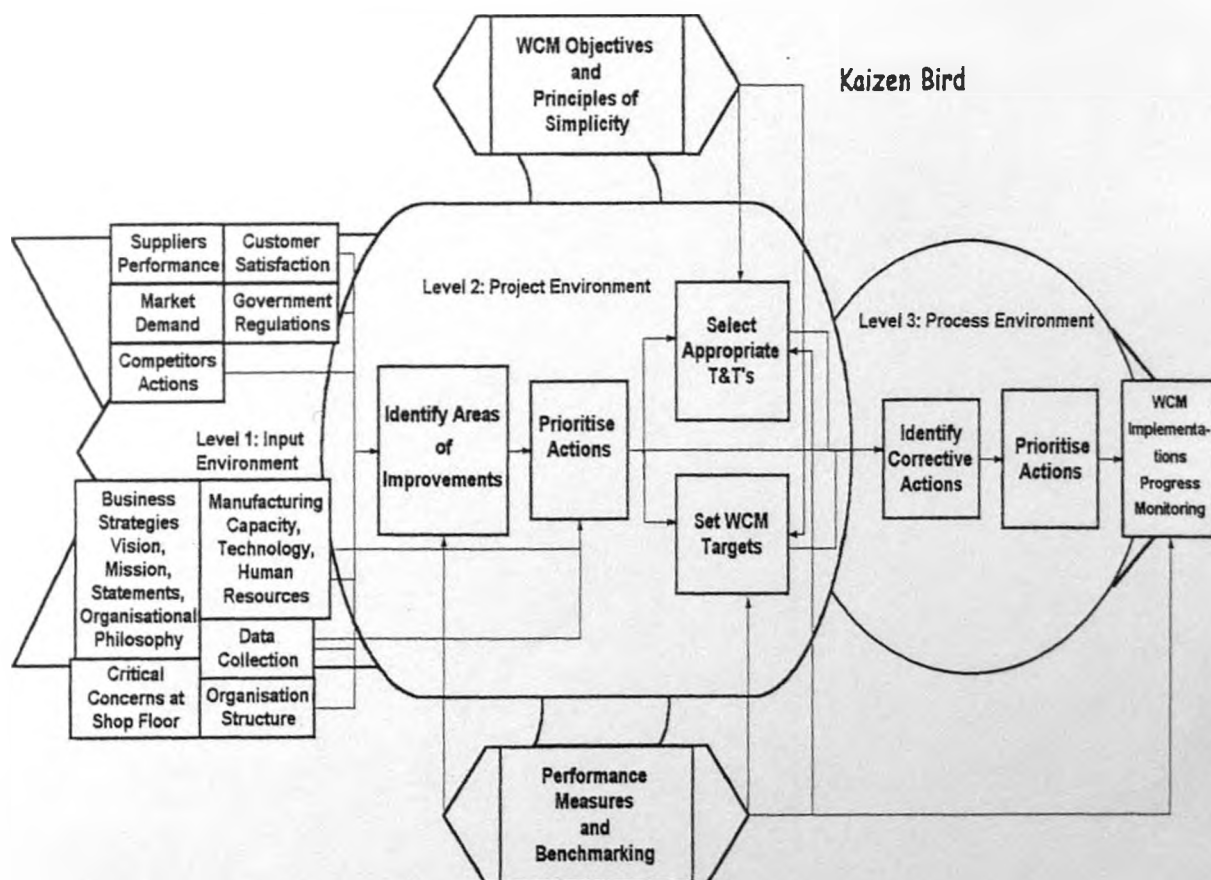 WCM Objectives
and
Principles of
Simplicity
Kaizen Bird
Suppliers
Performance
Customer
Satisfaction
Market
Demand
Government
Regulations
Competitors
Actions
Level 1: Input
Environment
Business
Strategies
Vision,
Mission,
Statements,
Organisational
Philosophy
Manufacturing
Capacity,
Technology,
Human
Resources
Data
Collection
Critical
Concerns at
Shop Floor
Organisation
Structure
Level 2: Project Environment
Identify Areas
of
Improvements
Prioritise
Actions
Select
Appropriate
T&T's
Set WCM
Targets
Level 3: Process Environment
Identify
Corrective
Actions
Prioritise
Actions
WCM
Implementa-
tions
Progress
Monitoring
Performance
Measures
and
Benchmarking